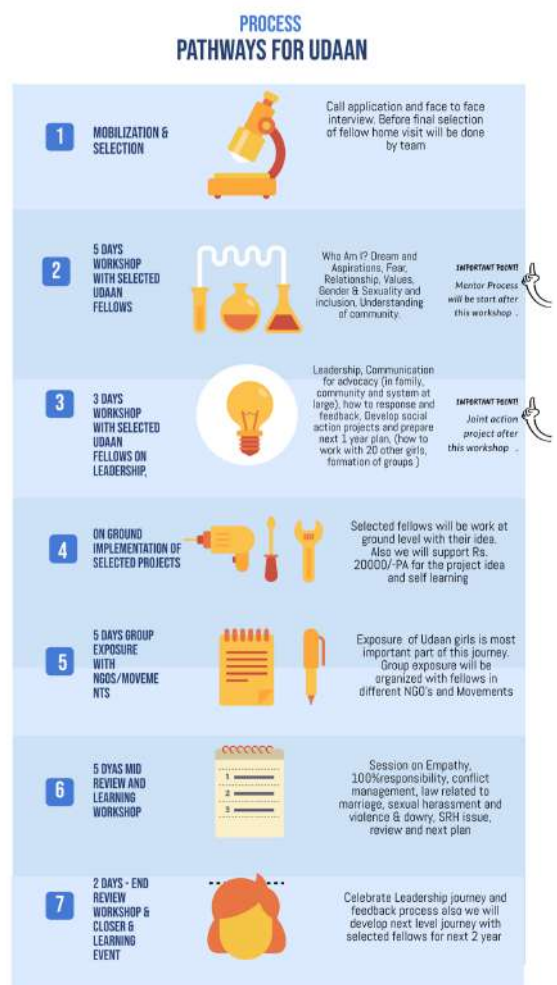 PROCESS
PATHWAYS FOR UDAAN
1
MOBILIZATION &
SELECTION
Call application and face to face
interview. Before final selection
of fellow home visit will be done
by team
2
5 DAYS
WORKSHOP
WITH SELECTED
UDAAN
FELLOWS
Who Am I? Dream and
Aspirations, Fear,
Relationship, Values,
Gender & Sexuality and
inclusion, Understanding
of community.
IMPORTANT POINT!
Mentor Process
will be start after
this workshop .
3
3 DAYS
WORKSHOP
WITH SELECTED
UDAAN
FELLOWS ON
LEADERSHIP,
Leadership, Communication
for advocacy (in family,
community and system at
large), how to response and
feedback, Develop social
action projects and prepare
next 1 year plan, (how to
work with 20 other girls,
formation of groups )
IMPORTANT POINT!
Joint action
project after
this workshop .
4
ON GROUND
IMPLEMENTATION OF
SELECTED PROJECTS
Selected fellows will be work at
ground level with their idea.
Also we will support Rs.
20000/-PA for the project idea
and self learning
5
5 DAYS GROUP
EXPOSURE
WITH
NGOS/MOVEME
NTS
Exposure of Udaan girls is most
important part of this journey.
Group exposure will be
organized with fellows in
different NGO's and Movements
6
5 DYAS MID
REVIEW AND
LEARNING
WORKSHOP
1
2
3
Session on Empathy,
100%responsibility, conflict
management, law related to
marriage, sexual harassment and
violence & dowry, SRH issue,
review and next plan
7
2 DAYS - END
REVIEW
WORKSHOP &
CLOSER &
LEARNING
EVENT
Celebrate Leadership journey and
feedback process also we will
develop next level journey with
selected fellows for next 2 year